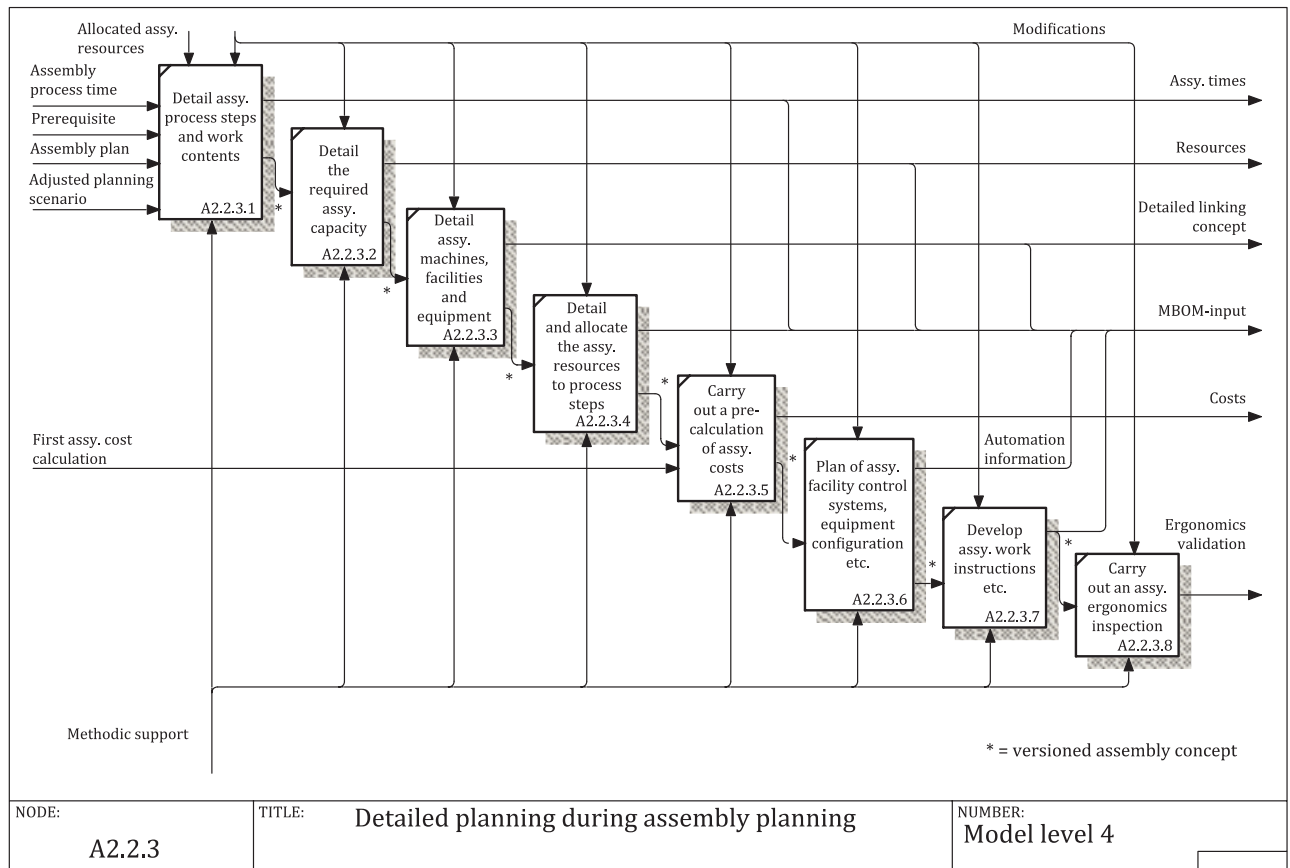 Allocated assy.
resources
Modifications
Assembly
process time
Prerequisite
Assembly plan
Adjusted planning
scenario
Detail assy.
process steps
and work
contents
A2.2.3.1
*
Assy. times
Detail
the
required
assy.
capacity
A2.2.3.2
*
Resources
Detail
assy.
machines,
facilities
and
equipment
A2.2.3.3
*
Detailed linking
concept
Detail
and allocate
the assy.
resources
to process
steps
A2.2.3.4
*
MBOM-input
First assy. cost
calculation
Carry
out a pre-
calculation
of assy.
costs
A2.2.3.5
*
Costs
Plan of assy.
facility control
systems,
equipment
configuration
etc.
A2.2.3.6
*
Automation
information
Develop
assy. work
instructions
etc.
A2.2.3.7
*
Carry
out an assy.
ergonomics
inspection
A2.2.3.8
Ergonomics
validation
Methodic support
* = versioned assembly concept
NODE:
A2.2.3
TITLE:
Detailed planning during assembly planning
NUMBER:
Model level 4